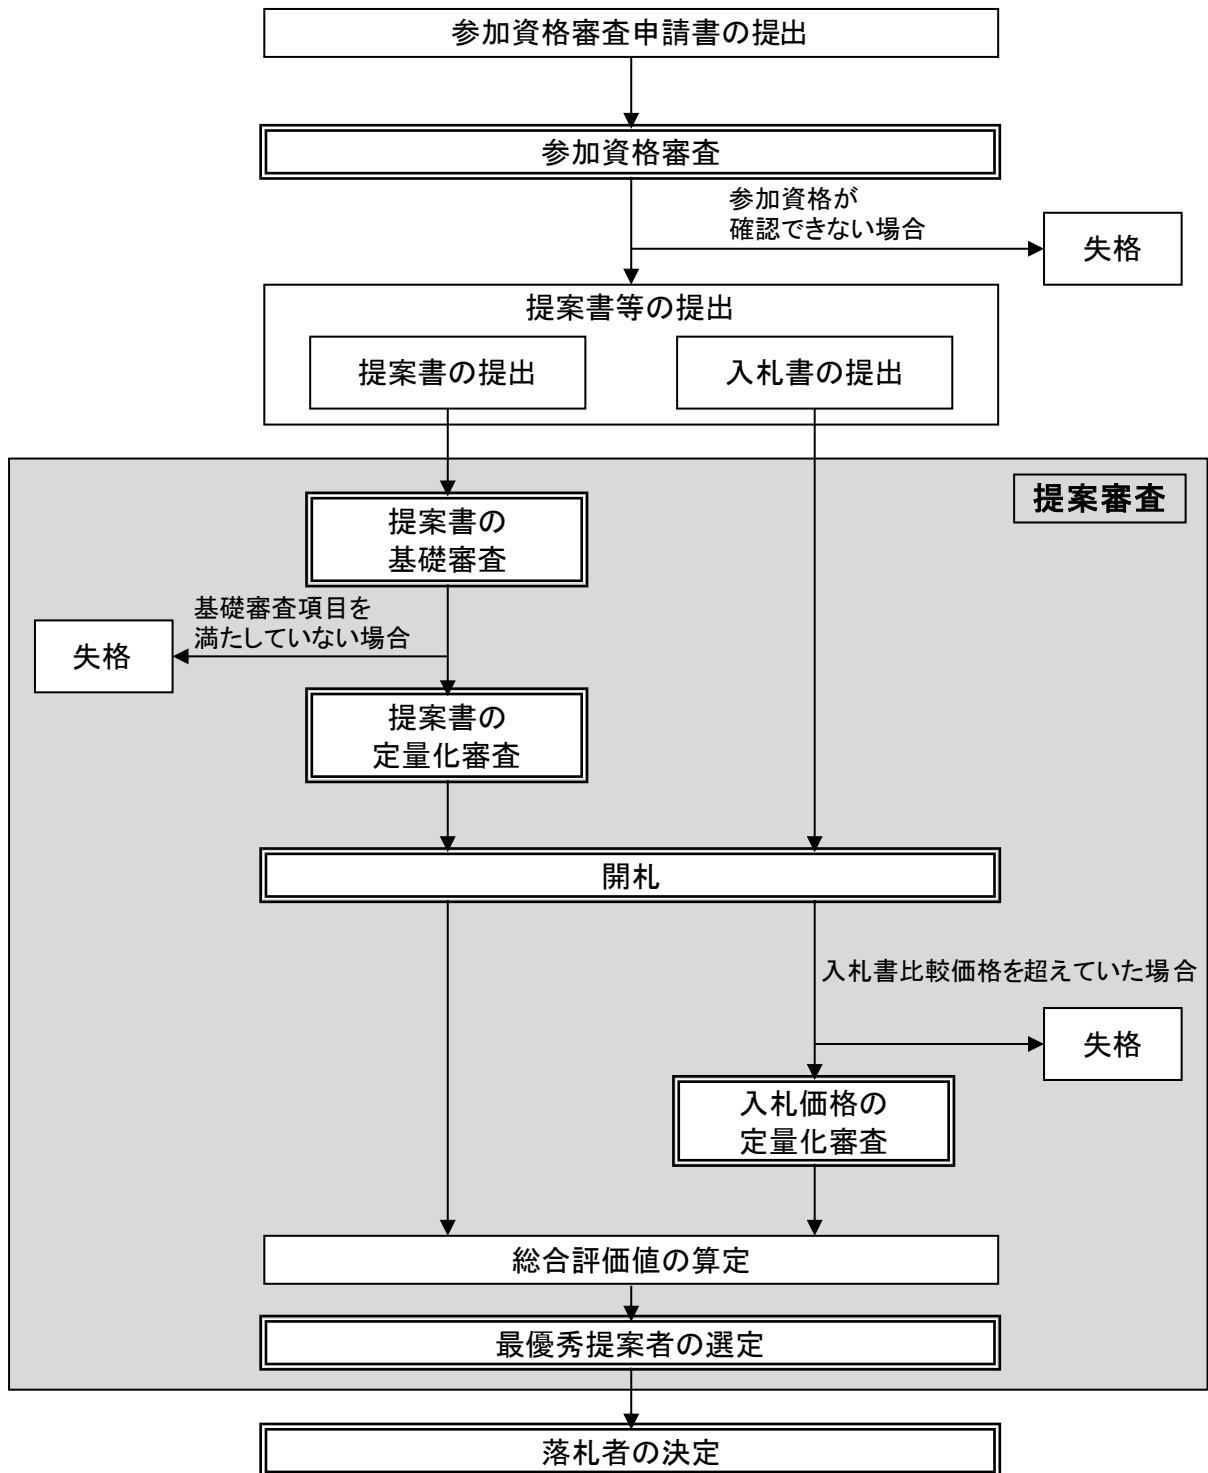 参加資格審査申請書の提出
参加資格審査
参加資格が
確認できない場合
失格
提案書等の提出
提案書の提出
入札書の提出
提案審査
提案書の
基礎審査
基礎審査項目を
満たしていない場合
失格
提案書の
定量化審査
開札
入札書比較価格を超えていた場合
失格
入札価格の
定量化審査
総合評価値の算定
最優秀提案者の選定
落札者の決定